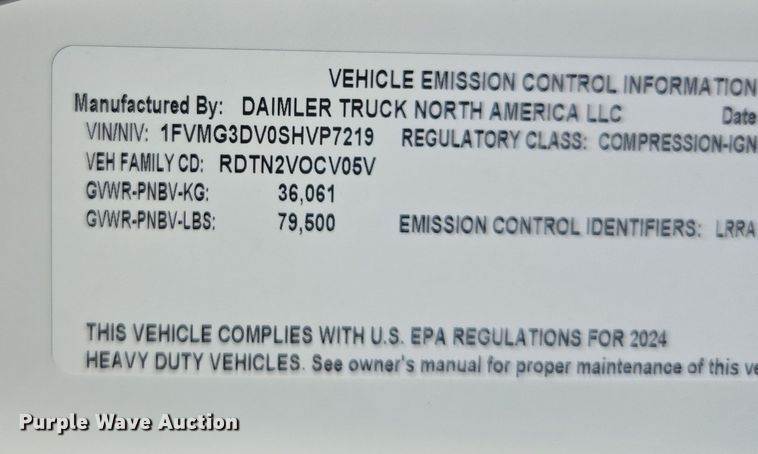 VEHICLE EMISSION CONTROL INFORMATION
Manufactured By: DAIMLER TRUCK NORTH AMERICA LLC Date
VIN/NIV: 1FVMG3DV0SHVP7219 REGULATORY CLASS: COMPRESSION-IGN
VEH FAMILY CD: RDTN2VOCV05V
GVWR-PNBV-KG: 36,061
GVWR-PNBV-LBS: 79,500 EMISSION CONTROL IDENTIFIERS: LRRA
THIS VEHICLE COMPLIES WITH U.S. EPA REGULATIONS FOR 2024
HEAVY DUTY VEHICLES. See owner's manual for proper maintenance of this ve
Purple Wave Auction